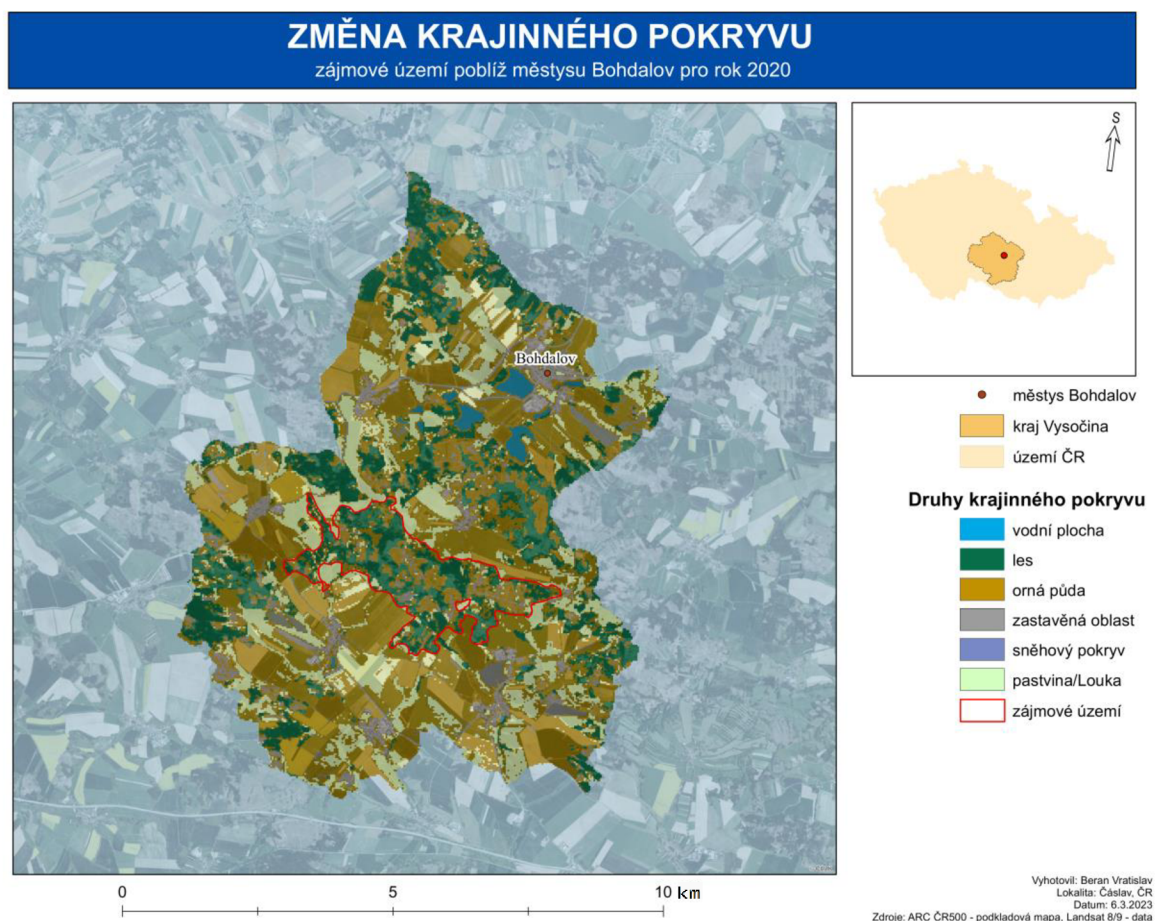 ZMĚNA KRAJINNÉHO POKRYVU
zájmové území poblíž městysu Bohdalov pro rok 2020
S
Bohdalov
městys Bohdalov
kraj Vysočina
území ČR
Druhy krajinného pokryvu
vodní plocha
les
orná půda
zastavěná oblast
sněhový pokryv
pastvina/Louka
zájmové území
0 5 10 km
Vyhotovil: Beran Vratislav
Lokalita: Čáslav, ČR
Datum: 6.3.2023
Zdroje: ARC ČR500 - podkladová mapa, Landsat 8/9 - data